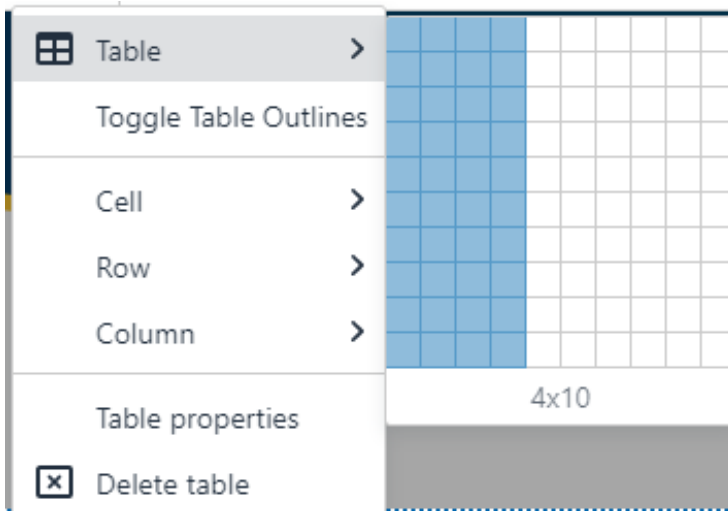 Table
Toggle Table Outlines
Cell
Row
Column
4x10
Table properties
Delete table